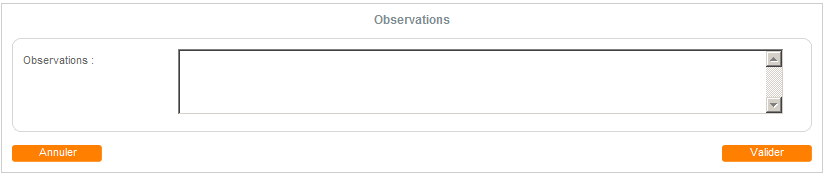 Observations
Observations :
Annuler
Valider